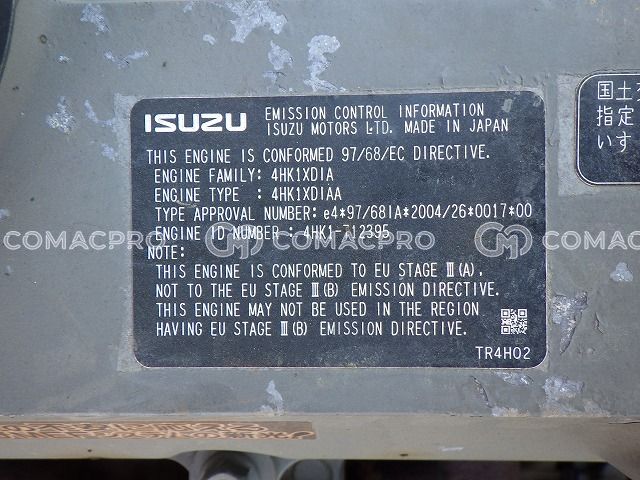 ISUZU EMISSION CONTROL INFORMATION
ISUZU MOTORS LTD. MADE IN JAPAN
THIS ENGINE IS CONFORMED 97/68/EC DIRECTIVE.
ENGINE FAMILY: 4HK1XDIA
ENGINE TYPE : 4HK1XDIAA
TYPE APPROVAL NUMBER: e4*97/68IA*2004/26*0017*00
ENGINE ID NUMBER : 4HK1-712395
NOTE:
THIS ENGINE IS CONFORMED TO EU STAGE Ⅲ(A).
NOT TO THE EU STAGE Ⅲ(B) EMISSION DIRECTIVE.
THIS ENGINE MAY NOT BE USED IN THE REGION
HAVING EU STAGE Ⅲ(B) EMISSION DIRECTIVE.
TR4H02
国土
指定
いす
COMACPRO COMACPRO COMACPRO